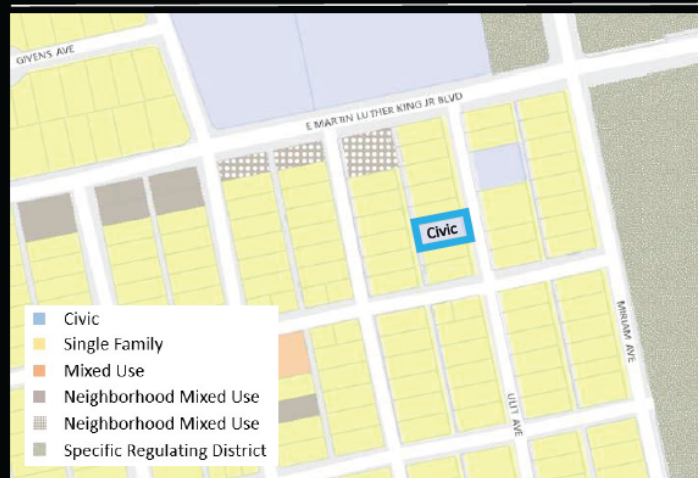 GIVENS AVE
E MARTIN LUTHER KING JR BLVD
Civic
MIRIAM AVE
ULIT AVE
Civic
Single Family
Mixed Use
Neighborhood Mixed Use
Neighborhood Mixed Use
Specific Regulating District